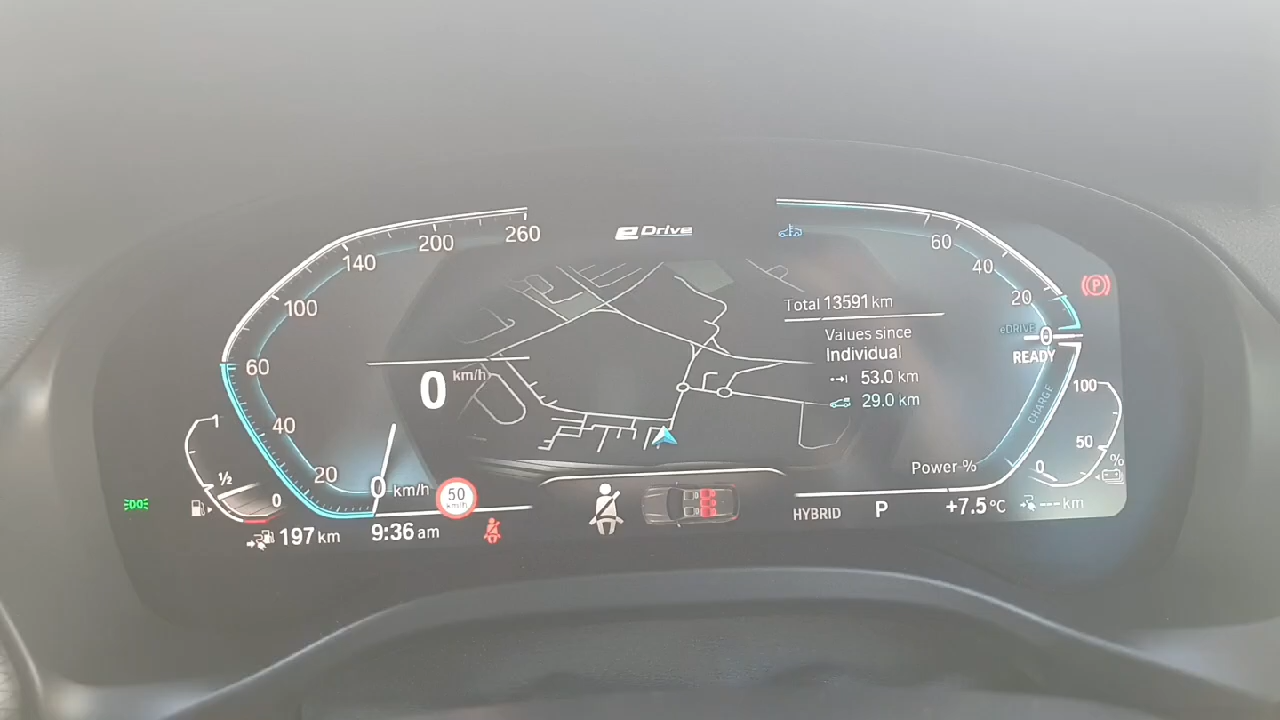 200
260
140
100
60
40
20
0 km/h
0 km/h
50
km/h
1
1/2
0
197 km
9:36 am
eDrive
Total 13591 km
Values since
Individual
53.0 km
29.0 km
60
40
20
eDRIVE
0
READY
CHARGE
100
50
0
%
Power %
HYBRID
P
+7.5 °C
--- km
(P)